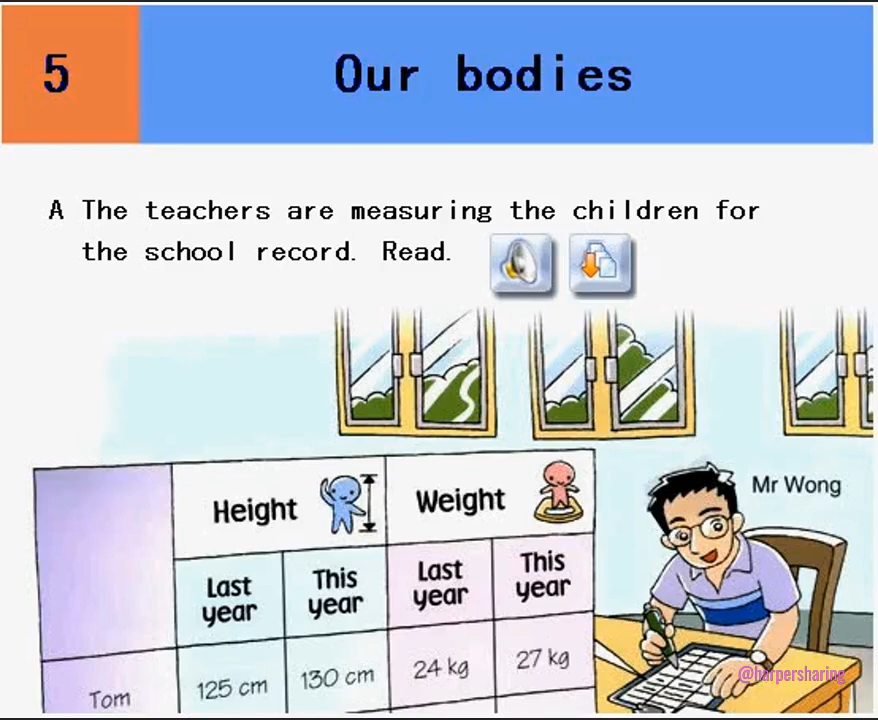 5
Our bodies
A The teachers are measuring the children for
the school record. Read.
Mr Wong
Height Weight
Last year This year Last year This year
Tom 125 cm 130 cm 24 kg 27 kg
@harpersharing